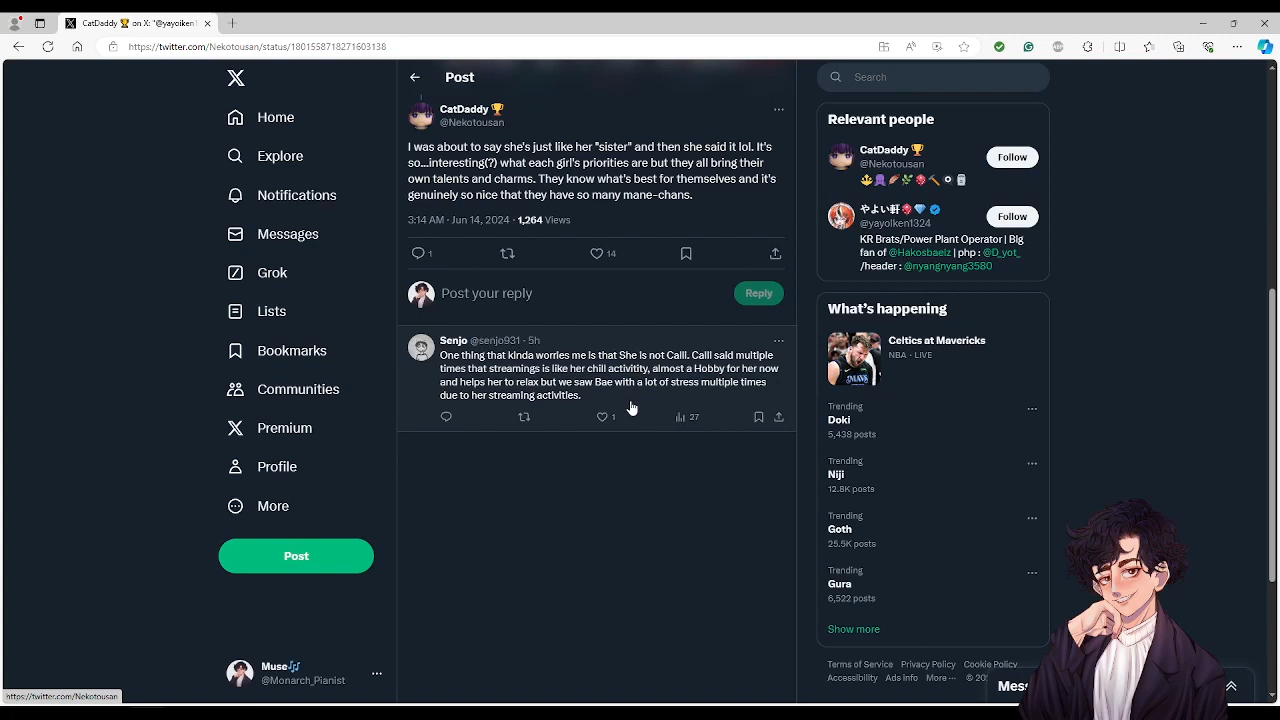 CatDaddy 🏆 on X: "@yayoiken
https://twitter.com/Nekotousan/status/1801558718271603138
Home
Explore
Notifications
Messages
Grok
Lists
Bookmarks
Communities
Premium
Profile
More
Post
Muse🎶
@Monarch_Pianist
https://twitter.com/Nekotousan
Post
CatDaddy 🏆
@Nekotousan
I was about to say she's just like her "sister" and then she said it lol. It's
so...interesting(?) what each girl's priorities are but they all bring their
own talents and charms. They know what's best for themselves and it's
genuinely so nice that they have so many mane-chans.
3:14 AM · Jun 14, 2024 · 1,264 Views
1
14
Post your reply
Reply
Senjo @senjo931 · 5h
One thing that kinda worries me is that She is not Calli. Calli said multiple
times that streamings is like her chill activitity, almost a Hobby for her now
and helps her to relax but we saw Bae with a lot of stress multiple times
due to her streaming activities.
1
27
Search
Relevant people
CatDaddy 🏆
@Nekotousan
Follow
やよい軒
@yayoiken1324
Follow
KR Brats/Power Plant Operator | BIg
fan of @Hakosbaelz | php : @D_yot_
/header : @nyangnyang3580
What's happening
Celtics at Mavericks
NBA · LIVE
Trending
Doki
5,439 posts
Trending
Niji
12.8K posts
Trending
Goth
25.5K posts
Trending
Gura
6,522 posts
Show more
Terms of Service Privacy Policy Cookie Policy
Accessibility Ads info More ···
Mess